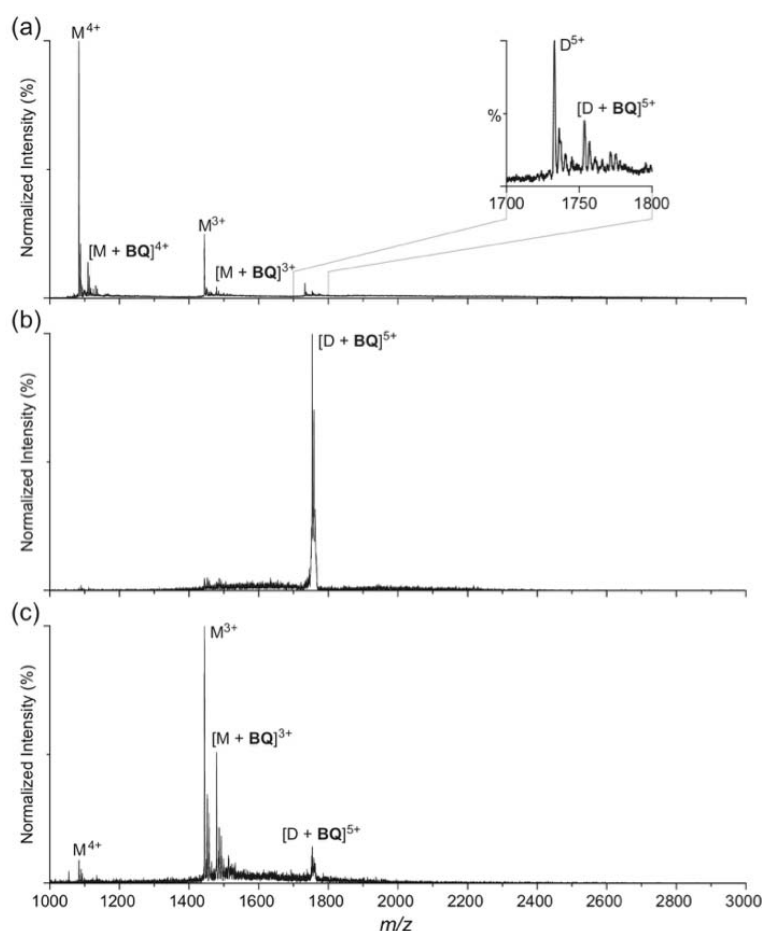 (a)
M4+
[M + BQ]4+
M3+
[M + BQ]3+
D5+
[D + BQ]5+
%
1700 1750 1800
Normalized Intensity (%)
(b)
[D + BQ]5+
Normalized Intensity (%)
(c)
M3+
[M + BQ]3+
[D + BQ]5+
M4+
Normalized Intensity (%)
1000 1200 1400 1600 1800 2000 2200 2400 2600 2800 3000
m/z